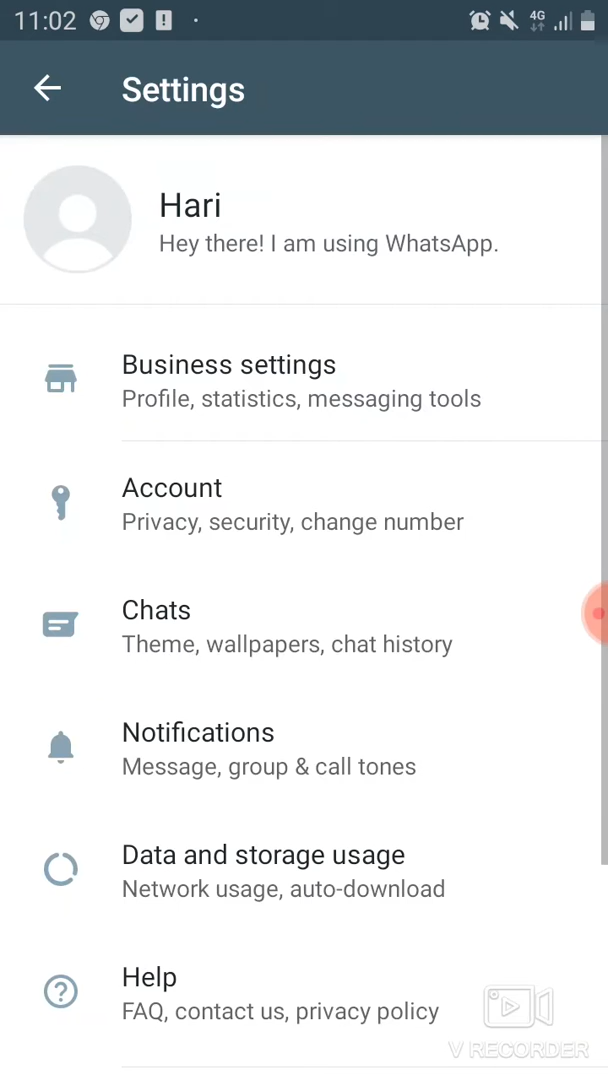 11:02 4G
Settings
Hari
Hey there! I am using WhatsApp.
Business settings
Profile, statistics, messaging tools
Account
Privacy, security, change number
Chats
Theme, wallpapers, chat history
Notifications
Message, group & call tones
Data and storage usage
Network usage, auto-download
Help
FAQ, contact us, privacy policy
V RECORDER